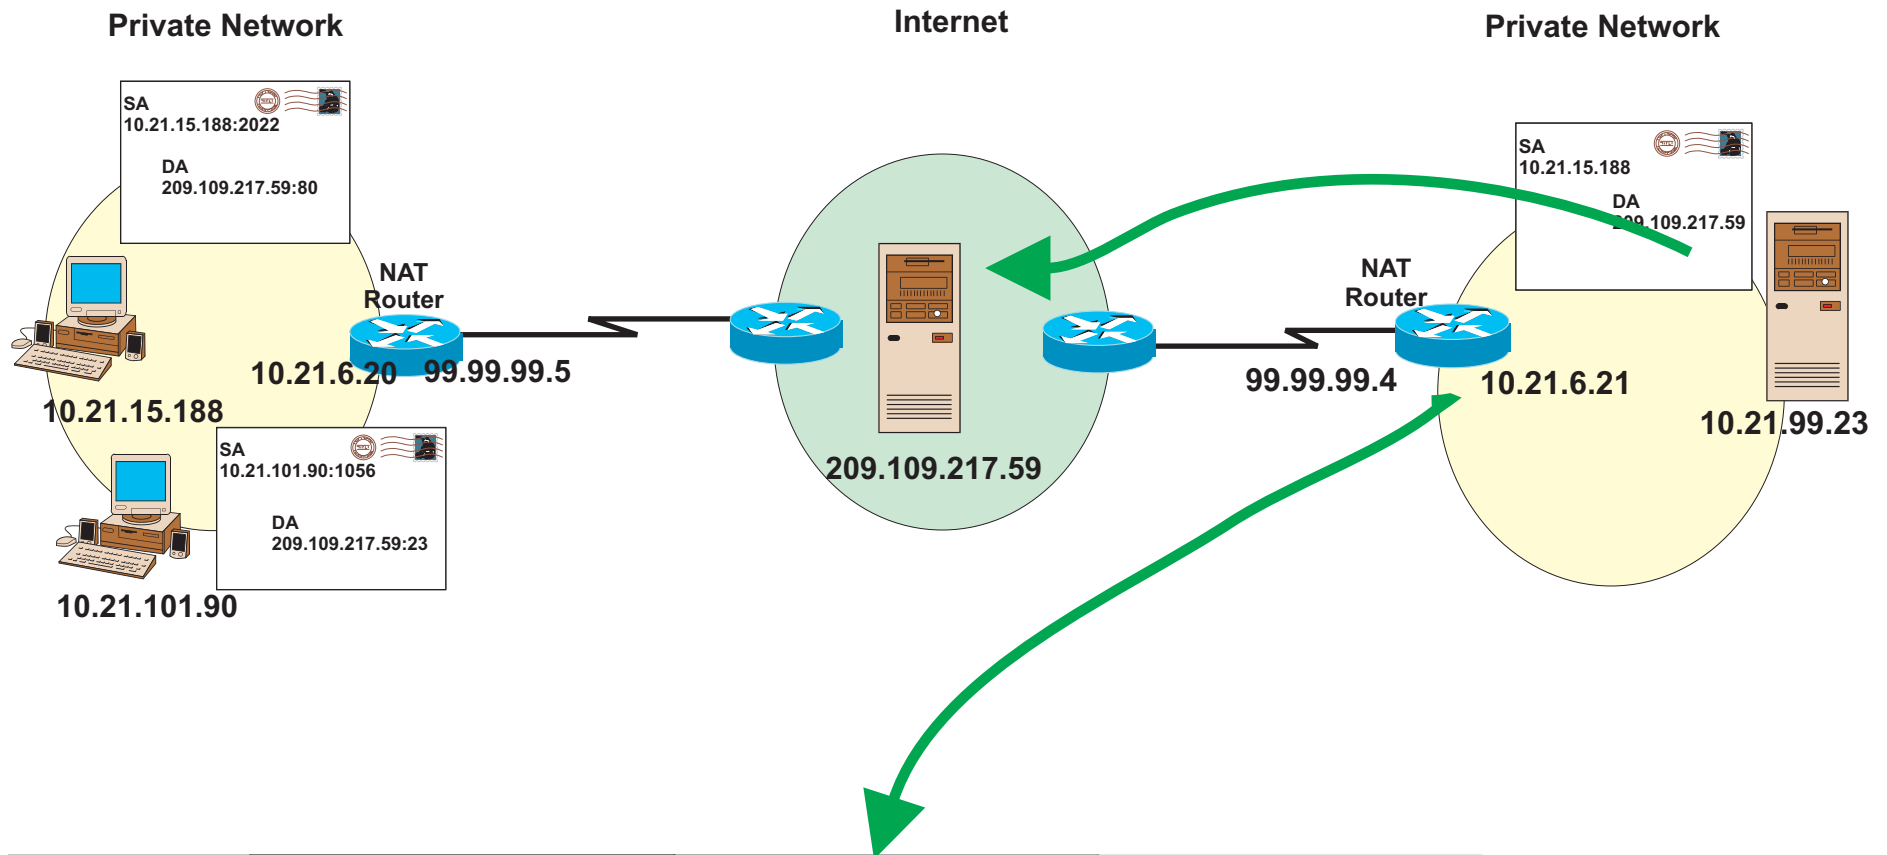 Private Network
Internet
Private Network
SA
10.21.15.188:2022
DA
209.109.217.59:80
SA
10.21.15.188
DA
209.109.217.59
NAT
Router
NAT
Router
10.21.6.20
99.99.99.5
99.99.99.4
10.21.6.21
10.21.15.188
10.21.99.23
SA
10.21.101.90:1056
DA
209.109.217.59:23
209.109.217.59
10.21.101.90